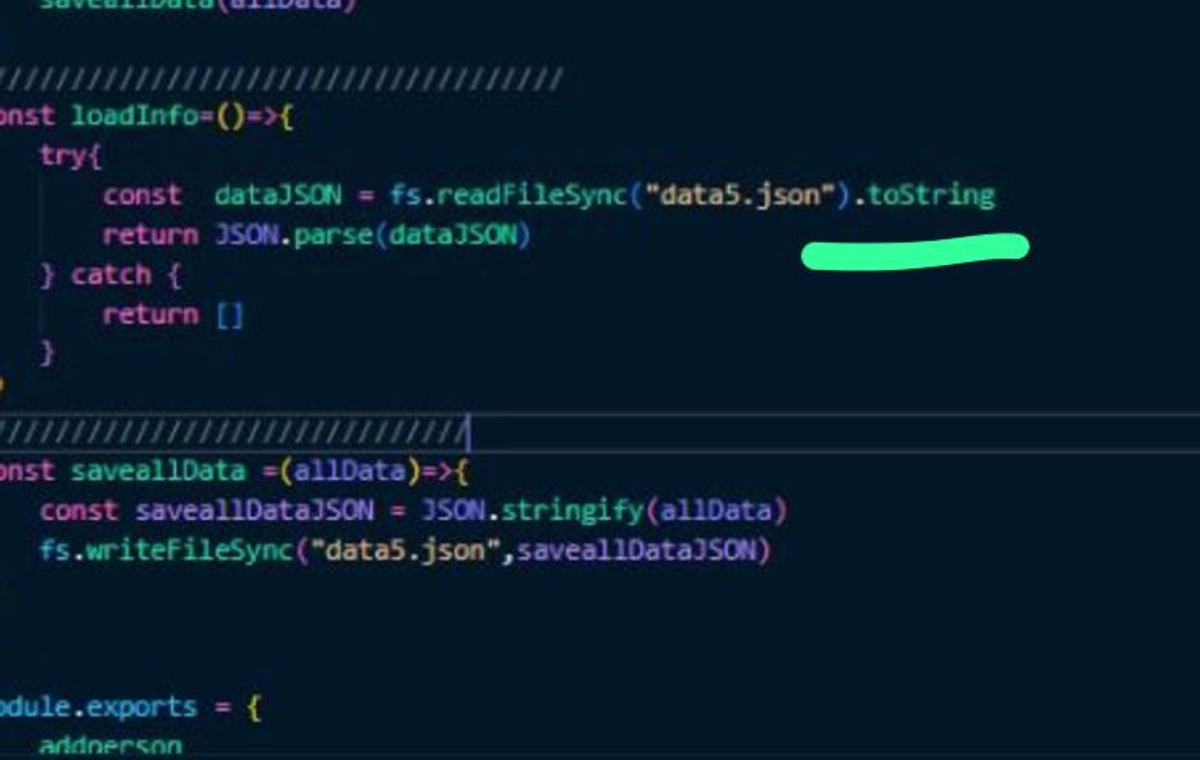 saveallData(allData)
///////////////////////////////////
onst loadInfo=()=>{
try{
const dataJSON = fs.readFileSync("data5.json").toString
return JSON.parse(dataJSON)
} catch {
return []
}
/////////////////////////////
onst saveallData =(allData)=>{
const saveallDataJSON = JSON.stringify(allData)
fs.writeFileSync("data5.json",saveallDataJSON)
odule.exports = {
addperson